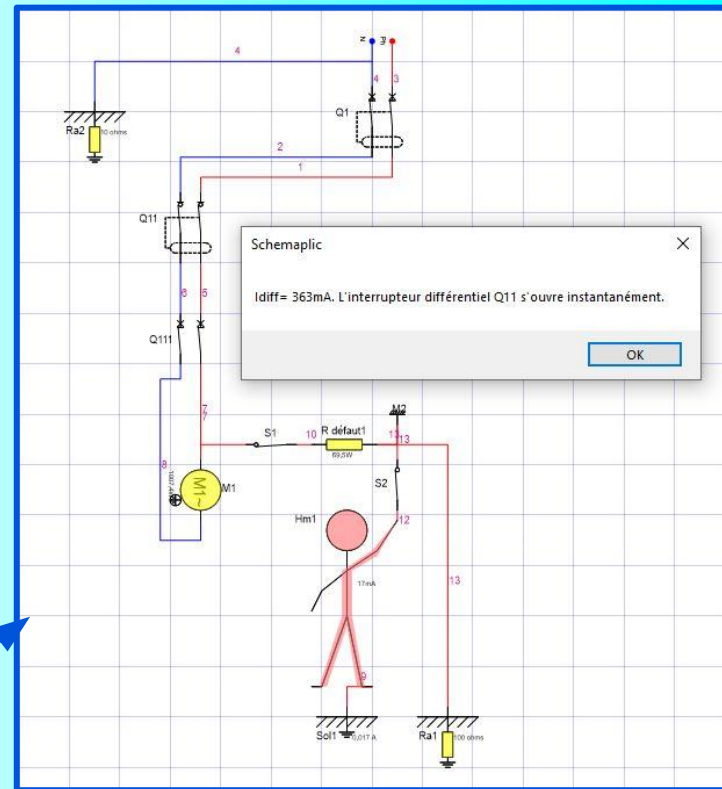 N Ph
4
4 3
Q1
Ra2
10 ohms
2
1
Q11
Schemaplic
Idiff= 363mA. L'interrupteur différentiel Q11 s'ouvre instantanément.
OK
6 5
Q111
7
7
M2
S1 10 R défaut1 13
69,5W
8
M1~
M1
S2
Hm1
12
17mA
13
9
Sol1 0,017 A
Ra1 100 ohms